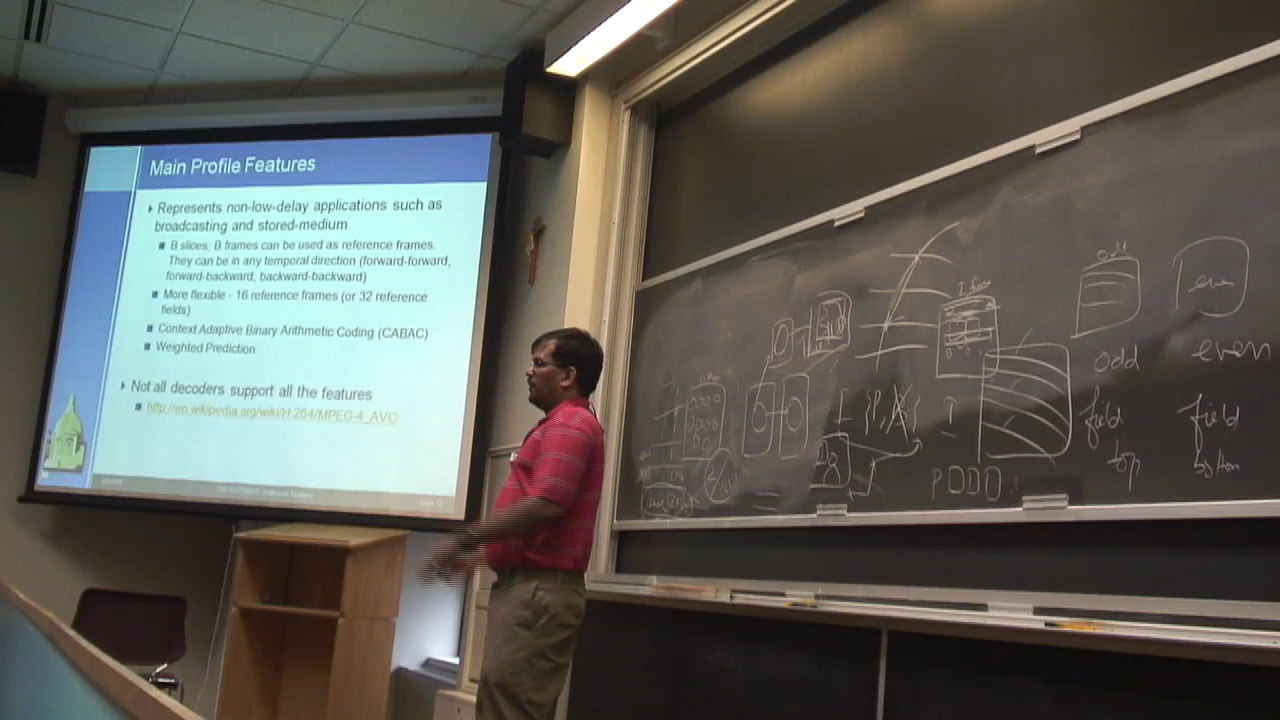 Main Profile Features
Represents non-low-delay applications such as
broadcasting and stored-medium
B slices: B frames can be used as reference frames.
They can be in any temporal direction (forward-forward,
forward-backward, backward-backward)
More flexible - 16 reference frames (or 32 reference
fields)
Context Adaptive Binary Arithmetic Coding (CABAC)
Weighted Prediction
Not all decoders support all the features
http://en.wikipedia.org/wiki/H.264/MPEG-4_AVC
odd
even
odd
even
field
field
top
bottom